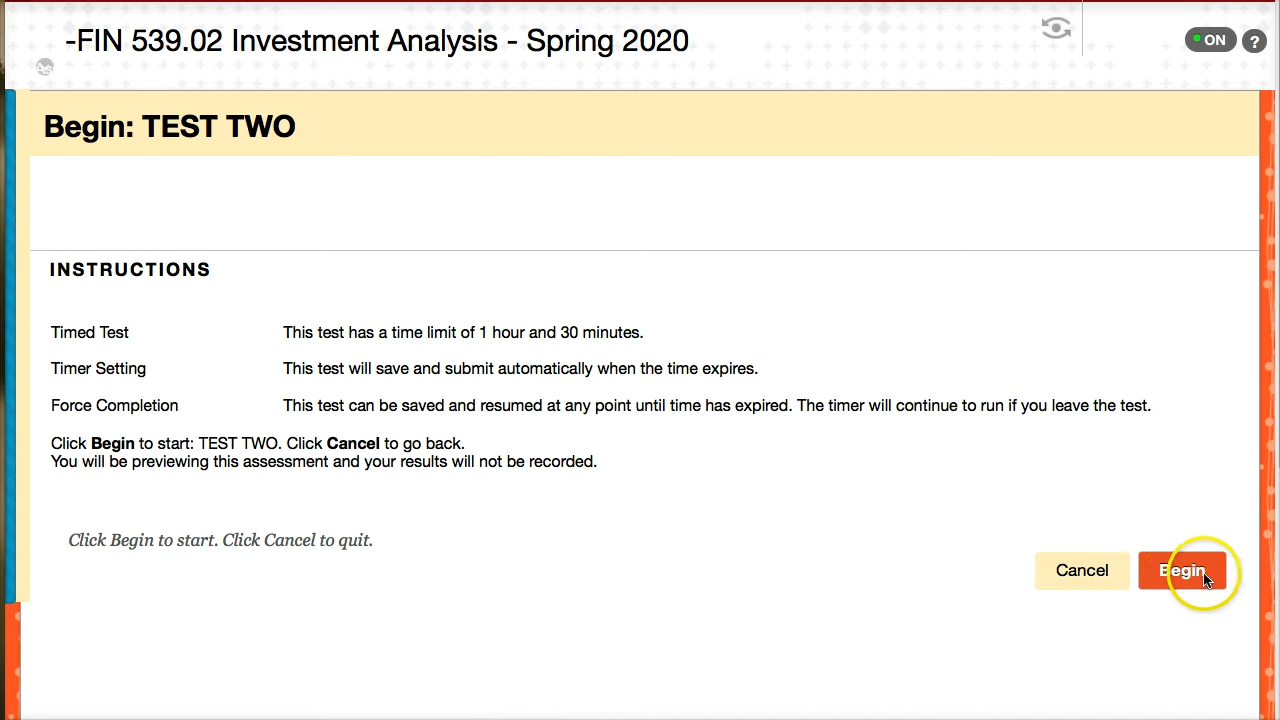 -FIN 539.02 Investment Analysis - Spring 2020
ON ?
Begin: TEST TWO
INSTRUCTIONS
Timed Test This test has a time limit of 1 hour and 30 minutes.
Timer Setting This test will save and submit automatically when the time expires.
Force Completion This test can be saved and resumed at any point until time has expired. The timer will continue to run if you leave the test.
Click Begin to start: TEST TWO. Click Cancel to go back.
You will be previewing this assessment and your results will not be recorded.
Click Begin to start. Click Cancel to quit.
Cancel Begin